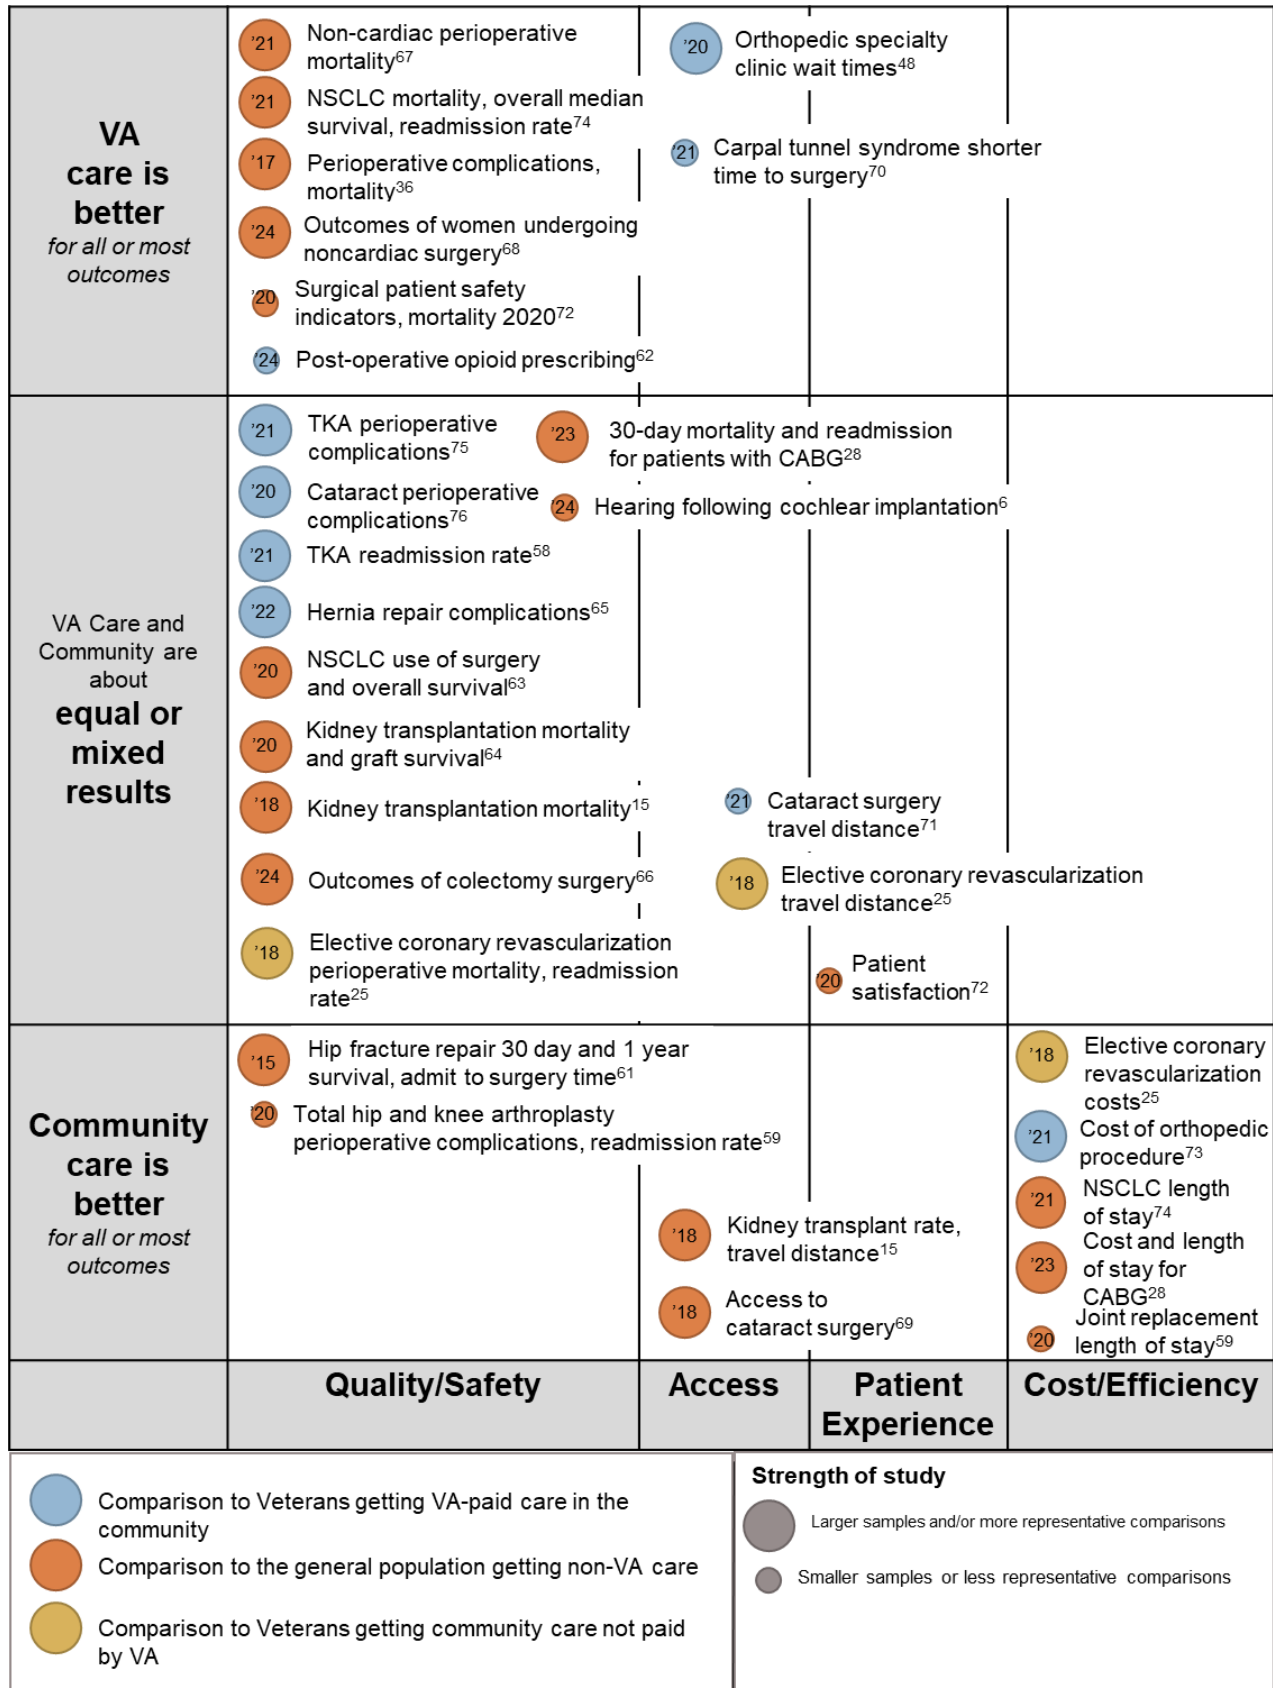 VA
care is
better
for all or most
outcomes
’21
Non-cardiac perioperative
mortality67
’21
NSCLC mortality, overall median
survival, readmission rate74
’17
Perioperative complications,
mortality36
’24
Outcomes of women undergoing
noncardiac surgery68
’20
Surgical patient safety
indicators, mortality 202072
’24
Post-operative opioid prescribing62
’20
Orthopedic specialty
clinic wait times48
’21
Carpal tunnel syndrome shorter
time to surgery70
VA Care and
Community are
about
equal or
mixed
results
’21
TKA perioperative
complications75
’20
Cataract perioperative
complications76
’21
TKA readmission rate58
’22
Hernia repair complications65
’20
NSCLC use of surgery
and overall survival63
’20
Kidney transplantation mortality
and graft survival64
’18
Kidney transplantation mortality15
’24
Outcomes of colectomy surgery66
’18
Elective coronary revascularization
perioperative mortality, readmission
rate25
’23
30-day mortality and readmission
for patients with CABG28
’24
Hearing following cochlear implantation6
’21
Cataract surgery
travel distance71
’18
Elective coronary revascularization
travel distance25
’20
Patient
satisfaction72
Community
care is
better
for all or most
outcomes
’15
Hip fracture repair 30 day and 1 year
survival, admit to surgery time61
’20
Total hip and knee arthroplasty
perioperative complications, readmission rate59
’18
Kidney transplant rate,
travel distance15
’18
Access to
cataract surgery69
’18
Elective coronary
revascularization
costs25
’21
Cost of orthopedic
procedure73
’21
NSCLC length
of stay74
’23
Cost and length
of stay for
CABG28
’20
Joint replacement
length of stay59
Quality/Safety
Access
Patient
Experience
Cost/Efficiency
Comparison to Veterans getting VA-paid care in the
community
Comparison to the general population getting non-VA care
Comparison to Veterans getting community care not paid
by VA
Strength of study
Larger samples and/or more representative comparisons
Smaller samples or less representative comparisons